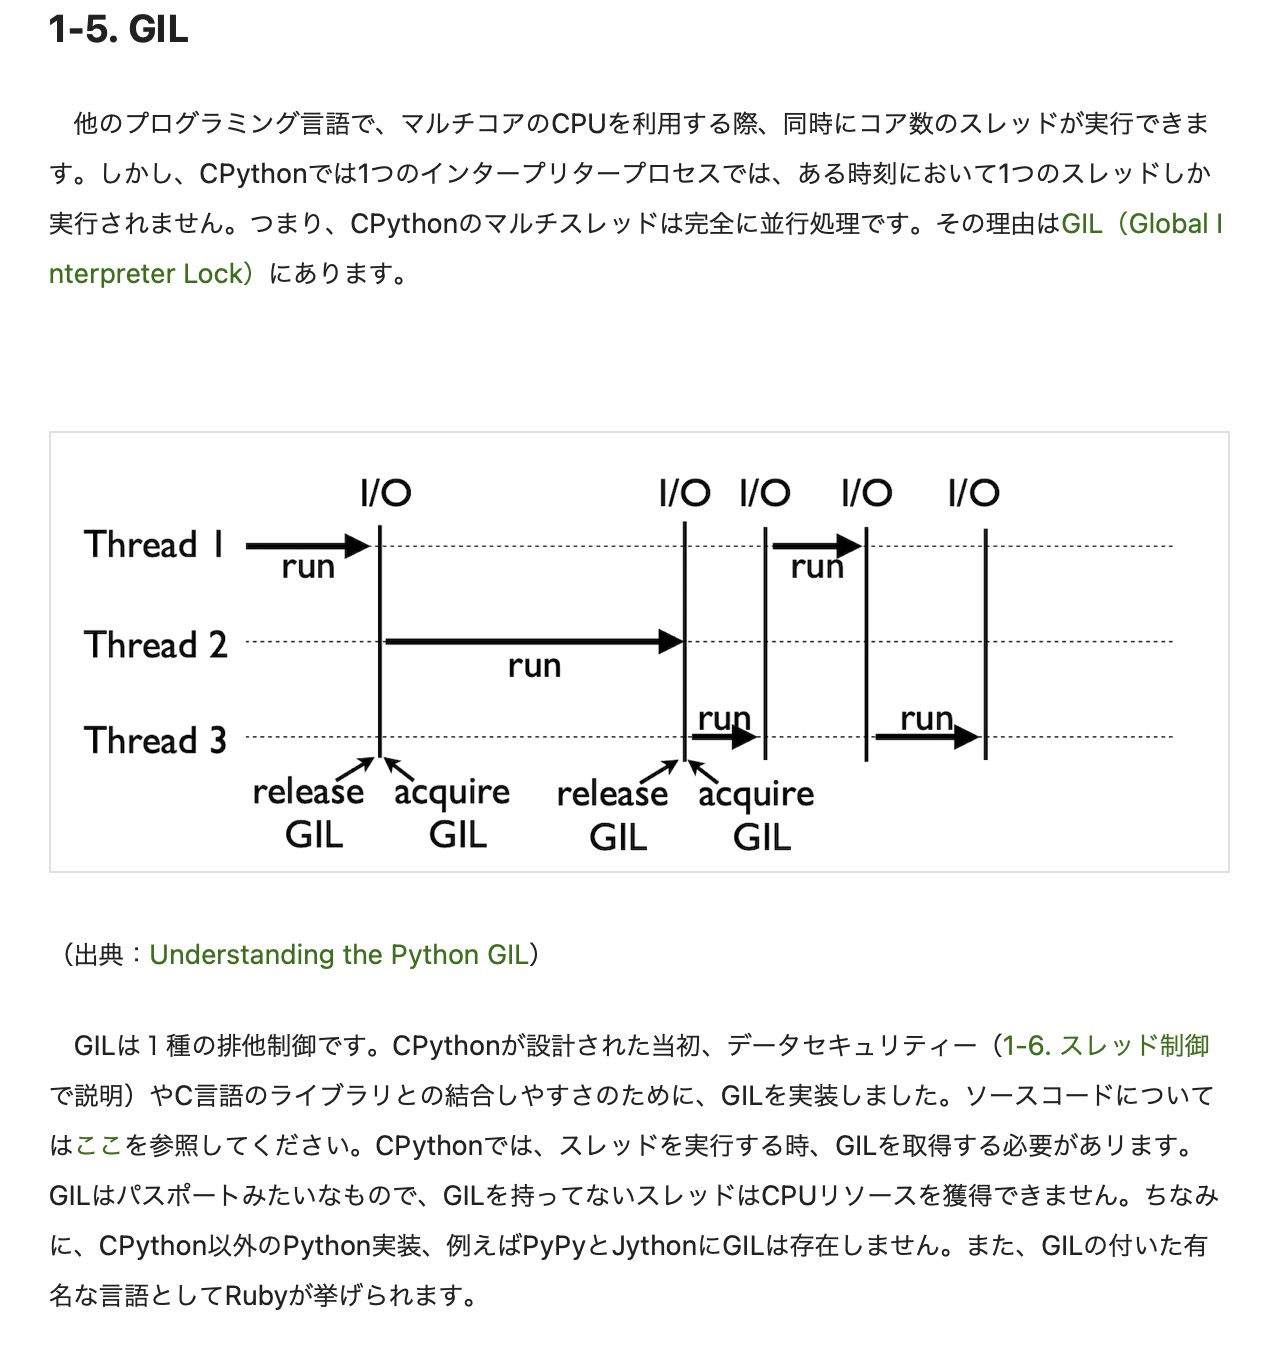 1-5. GIL
他のプログラミング言語で、マルチコアのCPUを利用する際、同時にコア数のスレッドが実行できま
す。しかし、CPythonでは1つのインタープリタープロセスでは、ある時刻において1つのスレッドしか
実行されません。つまり、CPythonのマルチスレッドは完全に並行処理です。その理由はGIL（Global I
nterpreter Lock）にあります。
I/O I/O I/O I/O I/O
Thread 1 run run
Thread 2 run
Thread 3 run run
release acquire release acquire
GIL GIL GIL GIL
（出典：Understanding the Python GIL）
GILは１種の排他制御です。CPythonが設計された当初、データセキュリティー（1-6. スレッド制御
で説明）やC言語のライブラリとの結合しやすさのために、GILを実装しました。ソースコードについて
はここを参照してください。CPythonでは、スレッドを実行する時、GILを取得する必要があリます。
GILはパスポートみたいなもので、GILを持ってないスレッドはCPUリソースを獲得できません。ちなみ
に、CPython以外のPython実装、例えばPyPyとJythonにGILは存在しません。また、GILの付いた有
名な言語としてRubyが挙げられます。